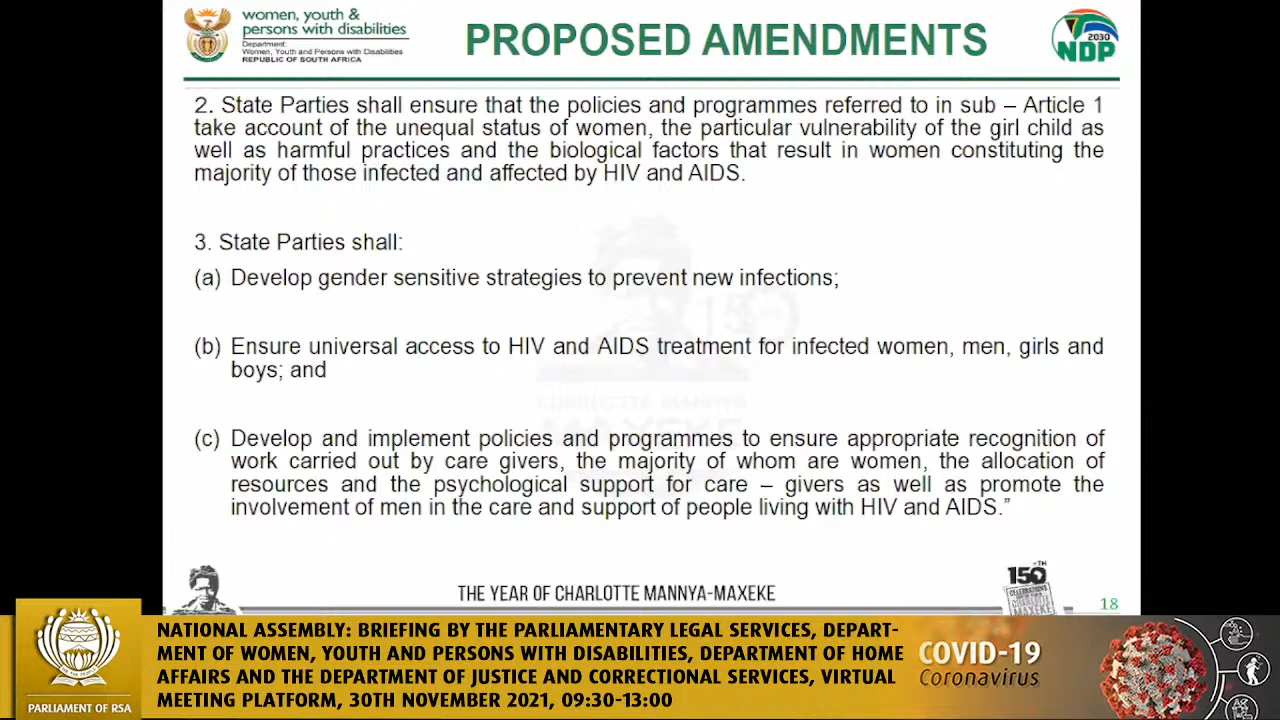 women, youth &
persons with disabilities
Department:
Women, Youth and Persons with Disabilities
REPUBLIC OF SOUTH AFRICA
PROPOSED AMENDMENTS
2030
NDP
2. State Parties shall ensure that the policies and programmes referred to in sub – Article 1
take account of the unequal status of women, the particular vulnerability of the girl child as
well as harmful practices and the biological factors that result in women constituting the
majority of those infected and affected by HIV and AIDS.
3. State Parties shall:
(a) Develop gender sensitive strategies to prevent new infections;
(b) Ensure universal access to HIV and AIDS treatment for infected women, men, girls and
boys; and
(c) Develop and implement policies and programmes to ensure appropriate recognition of
work carried out by care givers, the majority of whom are women, the allocation of
resources and the psychological support for care – givers as well as promote the
involvement of men in the care and support of people living with HIV and AIDS.”
THE YEAR OF CHARLOTTE MANNYA-MAXEKE
150TH
18
NATIONAL ASSEMBLY: BRIEFING BY THE PARLIAMENTARY LEGAL SERVICES, DEPART-
MENT OF WOMEN, YOUTH AND PERSONS WITH DISABILITIES, DEPARTMENT OF HOME
AFFAIRS AND THE DEPARTMENT OF JUSTICE AND CORRECTIONAL SERVICES, VIRTUAL
MEETING PLATFORM, 30TH NOVEMBER 2021, 09:30-13:00
PARLIAMENT OF RSA
COVID-19
Coronavirus